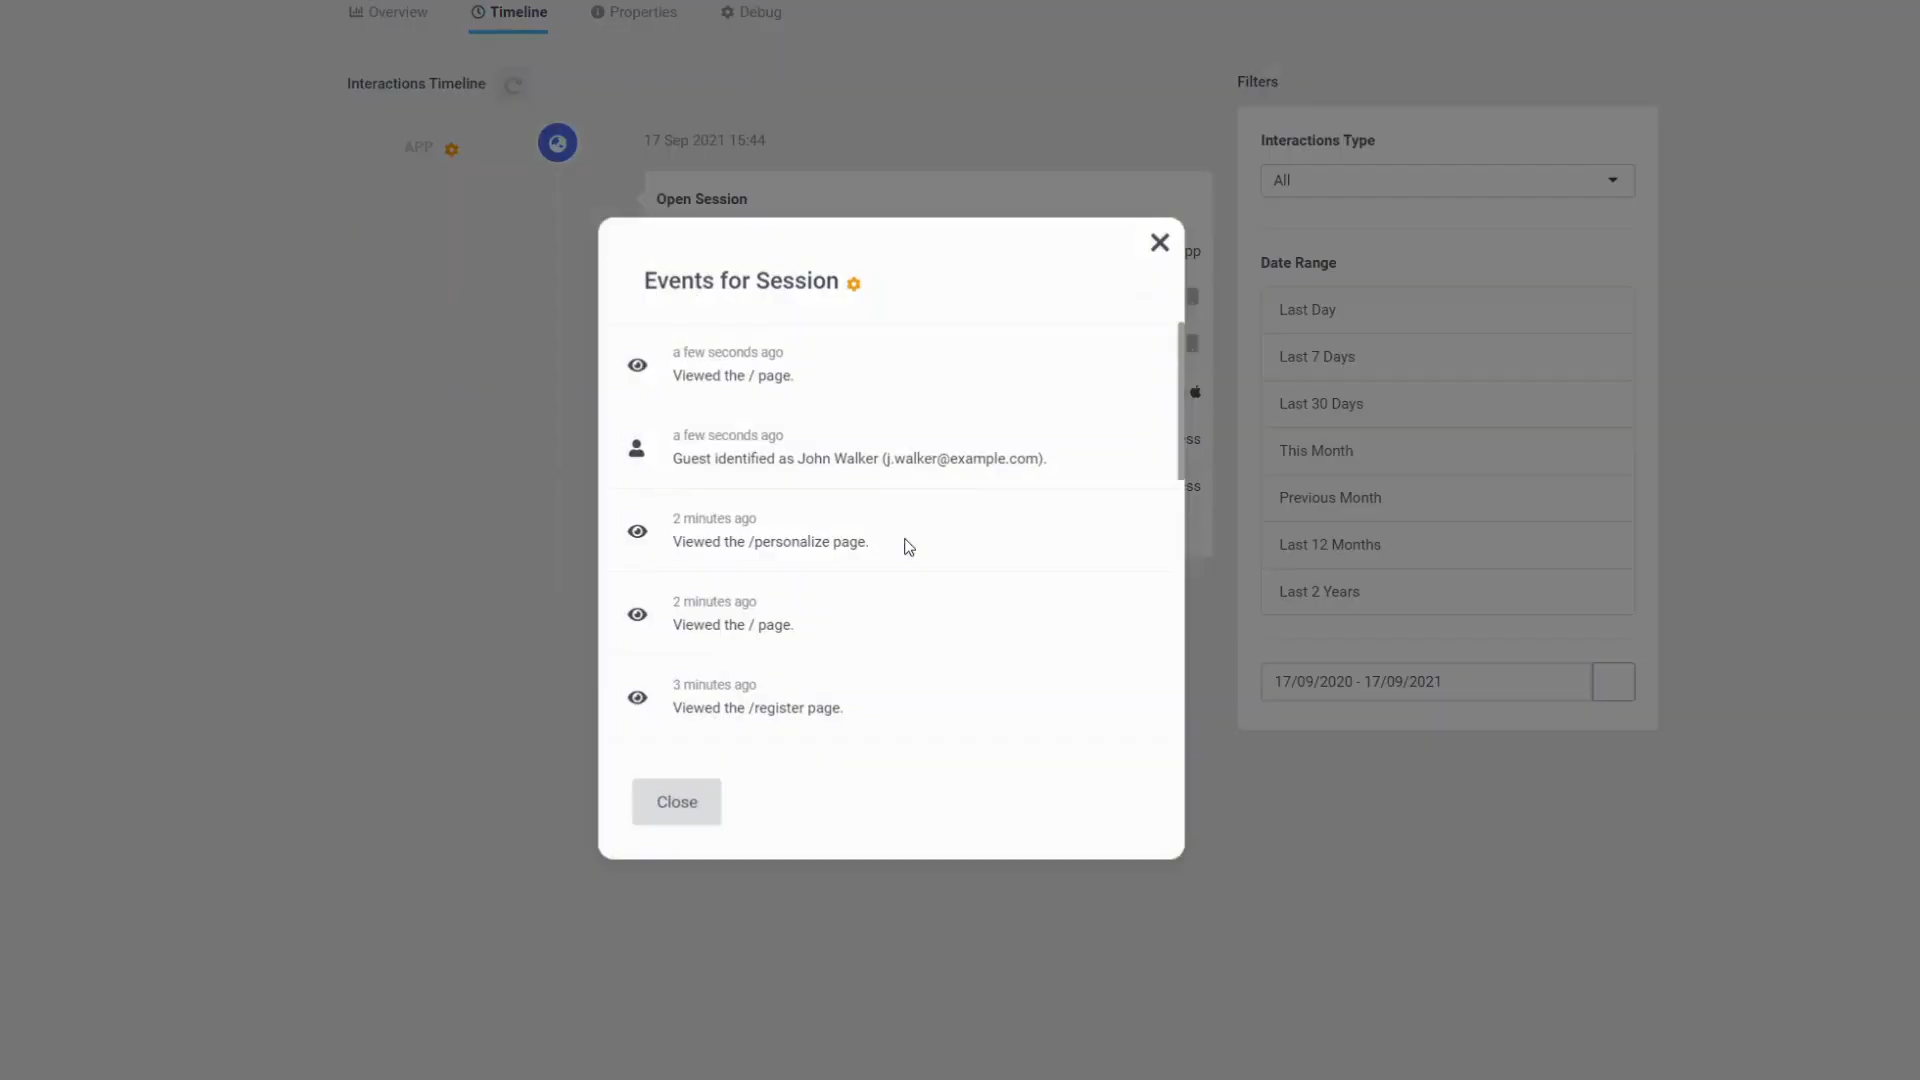 Overview
Timeline
Properties
Debug
Interactions Timeline
Filters
APP
17 Sep 2021 15:44
Open Session
pp
ss
ss
Interactions Type
All
Date Range
Last Day
Last 7 Days
Last 30 Days
This Month
Previous Month
Last 12 Months
Last 2 Years
17/09/2020 - 17/09/2021
Events for Session
a few seconds ago
Viewed the / page.
a few seconds ago
Guest identified as John Walker (j.walker@example.com).
2 minutes ago
Viewed the /personalize page.
2 minutes ago
Viewed the / page.
3 minutes ago
Viewed the /register page.
Close